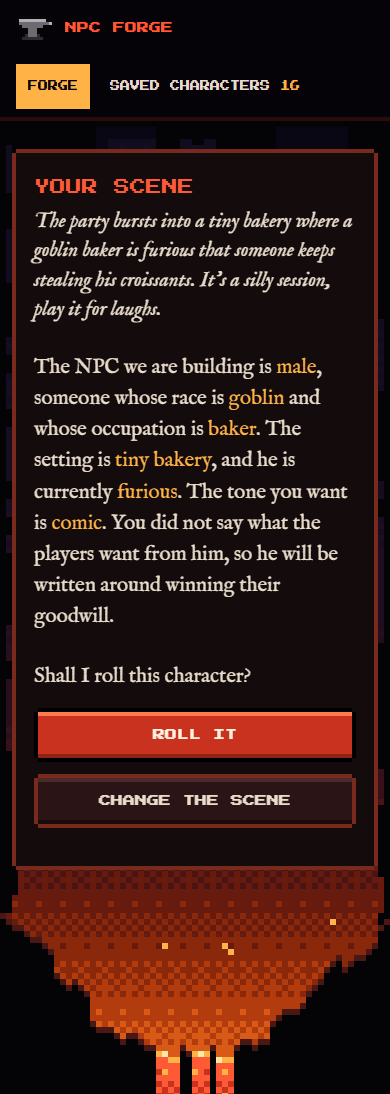 NPC FORGE
FORGE
SAVED CHARACTERS 16
YOUR SCENE
The party bursts into a tiny bakery where a
goblin baker is furious that someone keeps
stealing his croissants. It's a silly session,
play it for laughs.
The NPC we are building is male,
someone whose race is goblin and
whose occupation is baker. The
setting is tiny bakery, and he is
currently furious. The tone you want
is comic. You did not say what the
players want from him, so he will be
written around winning their
goodwill.
Shall I roll this character?
ROLL IT
CHANGE THE SCENE